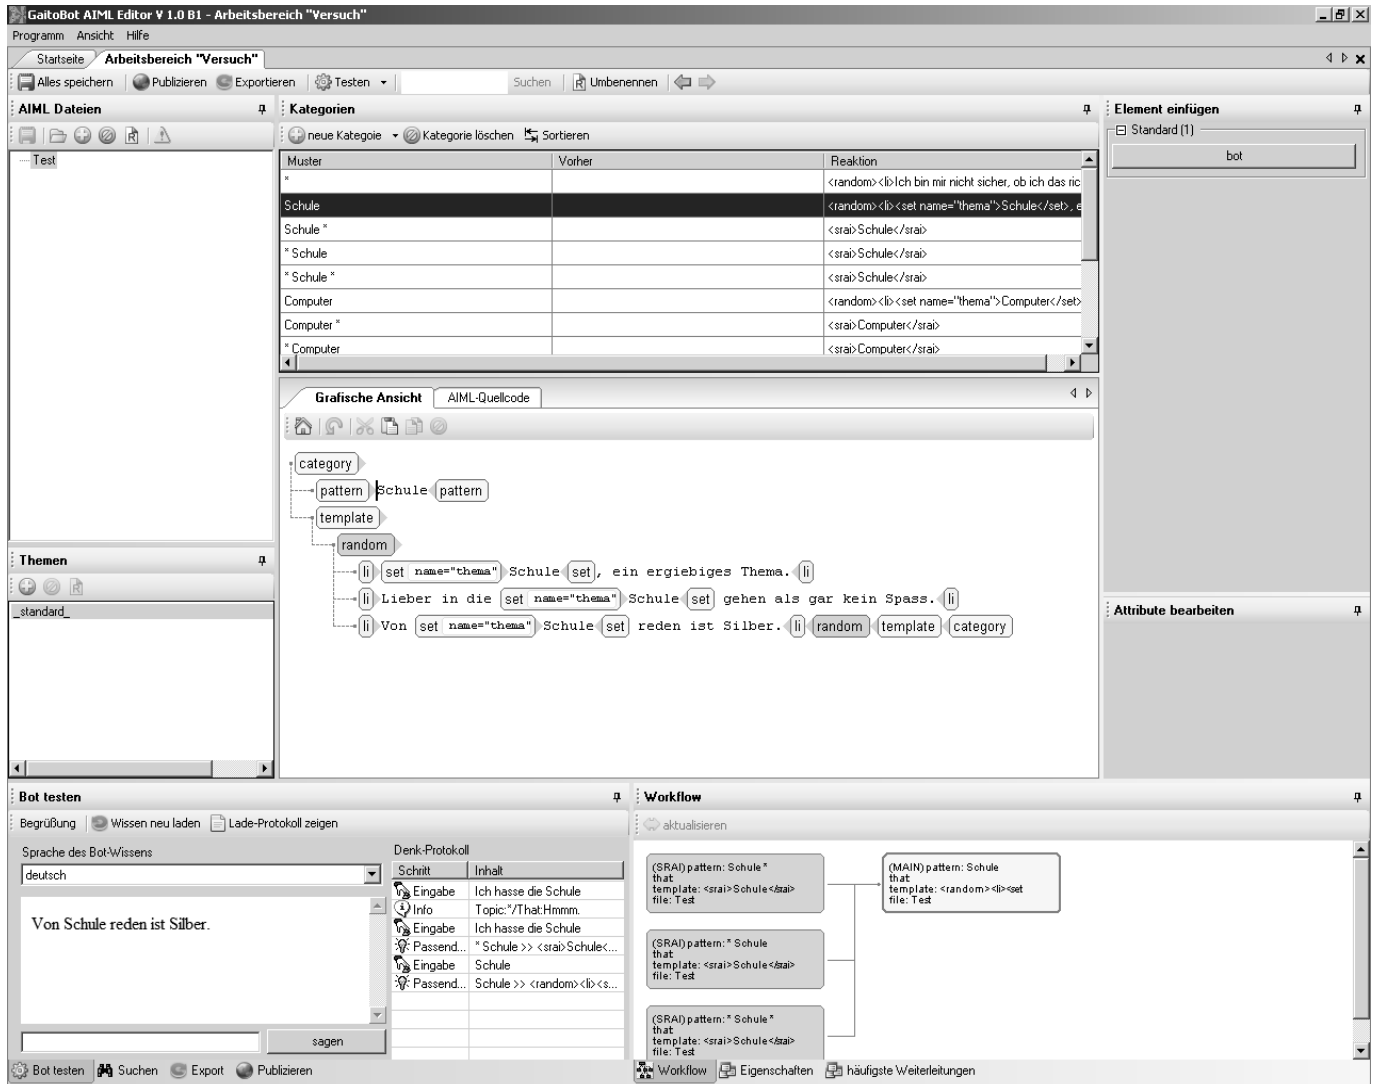 GaitoBot AIML Editor V 1.0 B1 - Arbeitsbereich "Versuch"
Programm Ansicht Hilfe
Startseite Arbeitsbereich "Versuch"
Alles speichern Publizieren Exportieren Testen Suchen Umbenennen
AIML Dateien
Test
Kategorien
neue Kategoie Kategorie löschen Sortieren
Muster Vorher Reaktion
* <random><li>Ich bin mir nicht sicher, ob ich das ric
Schule <random><li><set name="thema">Schule</set>, e
Schule * <srai>Schule</srai>
* Schule <srai>Schule</srai>
* Schule * <srai>Schule</srai>
Computer <random><li><set name="thema">Computer</set>
Computer * <srai>Computer</srai>
* Computer <srai>Computer</srai>
Element einfügen
Standard (1)
bot
Grafische Ansicht AIML-Quellcode
category
pattern Schule pattern
template
random
li set name="thema" Schule set , ein ergiebiges Thema. li
li Lieber in die set name="thema" Schule set gehen als gar kein Spass. li
li Von set name="thema" Schule set reden ist Silber. li random template category
Themen
_standard_
Attribute bearbeiten
Bot testen
Begrüßung Wissen neu laden Lade-Protokoll zeigen
Sprache des Bot-Wissens
deutsch
Von Schule reden ist Silber.
sagen
Denk-Protokoll
Schritt Inhalt
Eingabe Ich hasse die Schule
Info Topic:*/That:Hmmm.
Eingabe Ich hasse die Schule
Passend... * Schule >> <srai>Schule<...
Eingabe Schule
Passend... Schule >> <random><li><s...
Bot testen Suchen Export Publizieren
Workflow
aktualisieren
(SRAI) pattern: Schule *
that
template: <srai>Schule</srai>
file: Test
(MAIN) pattern: Schule
that
template: <random><li><set
file: Test
(SRAI) pattern: * Schule
that
template: <srai>Schule</srai>
file: Test
(SRAI) pattern: * Schule *
that
template: <srai>Schule</srai>
file: Test
Workflow Eigenschaften häufigste Weiterleitungen